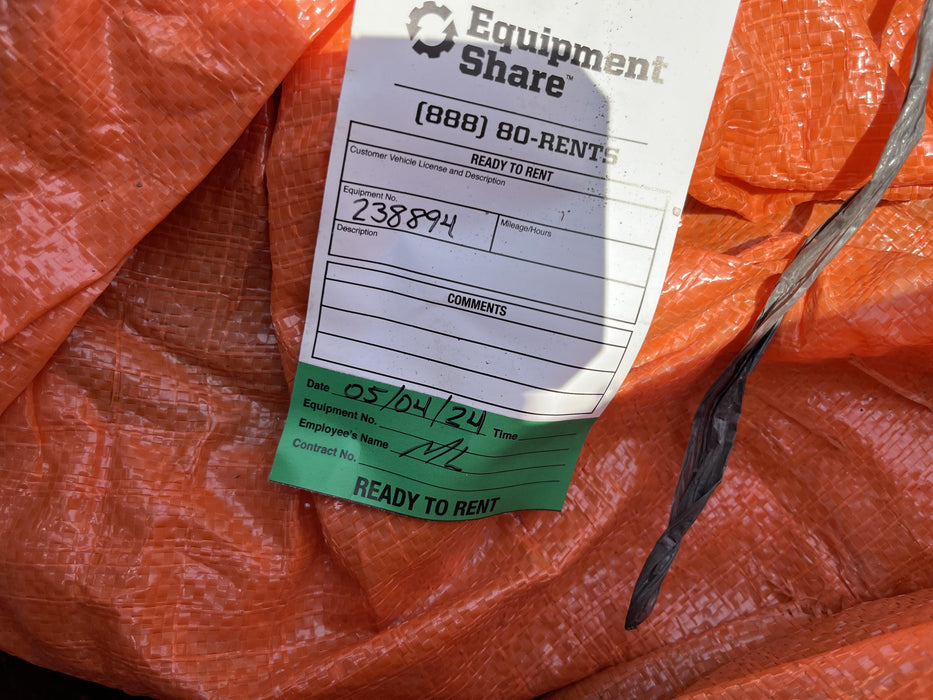 Equipment
Share™
(888) 80-RENTS
READY TO RENT
Customer Vehicle License and Description
Equipment No.
238894
Mileage/Hours
Description
COMMENTS
Date 05/04/24 Time
Equipment No.
Employee's Name ML
Contract No.
READY TO RENT